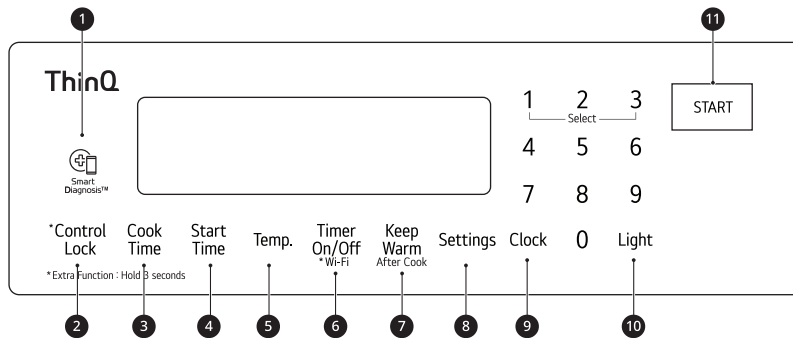 1
11
ThinQ
1 2 3
Select
START
4 5 6
Smart
Diagnosis™
7 8 9
*Control
Lock
Cook
Time
Start
Time
Temp.
Timer
On/Off
*Wi-Fi
Keep
Warm
After Cook
Settings
Clock
0
Light
*Extra Function : Hold 3 seconds
2 3 4 5 6 7 8 9 10